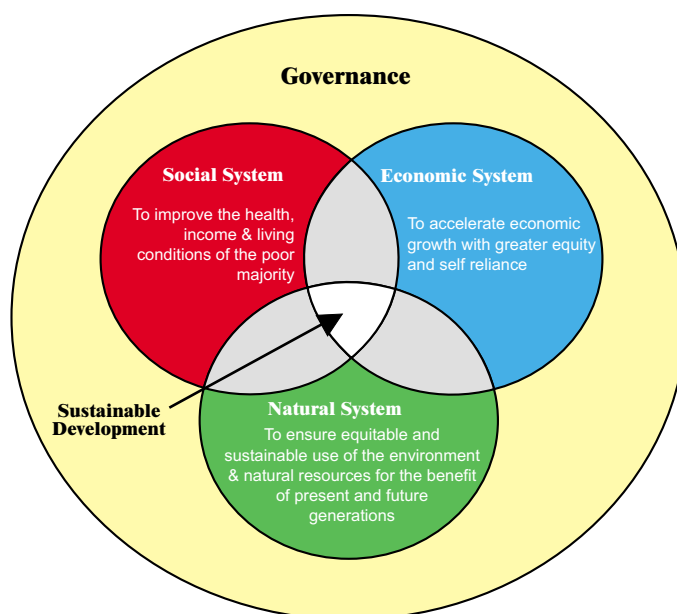 Governance
Social System
To improve the health,
income & living
conditions of the poor
majority
Economic System
To accelerate economic
growth with greater equity
and self reliance
Sustainable
Development
Natural System
To ensure equitable and
sustainable use of the environment
& natural resources for the benefit
of present and future
generations